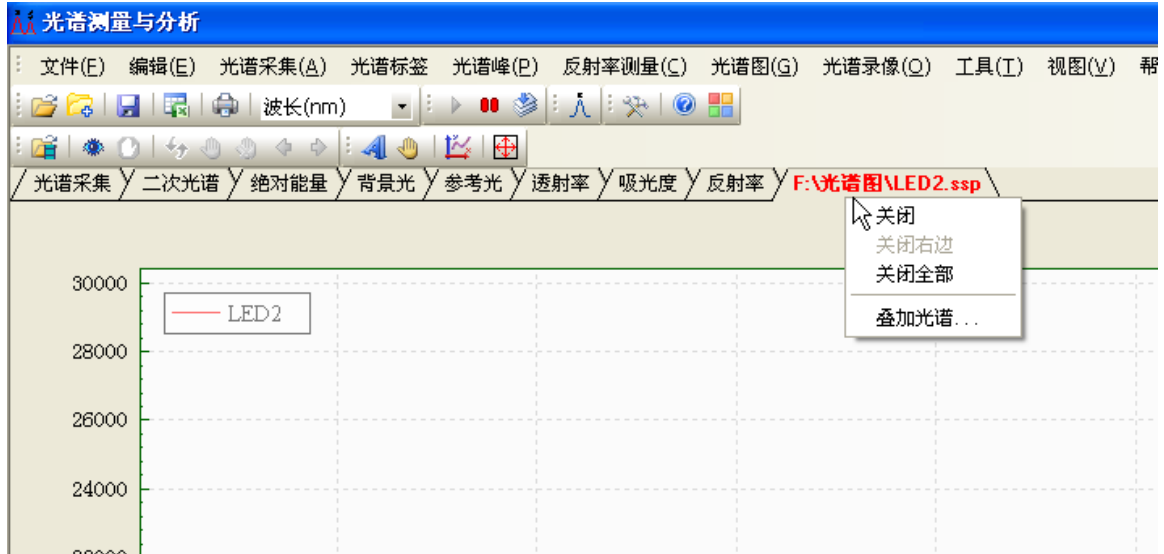 光谱测量与分析
文件(F) 编辑(E) 光谱采集(A) 光谱标签 光谱峰(P) 反射率测量(C) 光谱图(G) 光谱录像(O) 工具(T) 视图(V) 帮
波长(nm)
光谱采集 二次光谱 绝对能量 背景光 参考光 透射率 吸光度 反射率 F:\光谱图\LED2.ssp
关闭
关闭右边
关闭全部
叠加光谱...
30000
LED2
28000
26000
24000